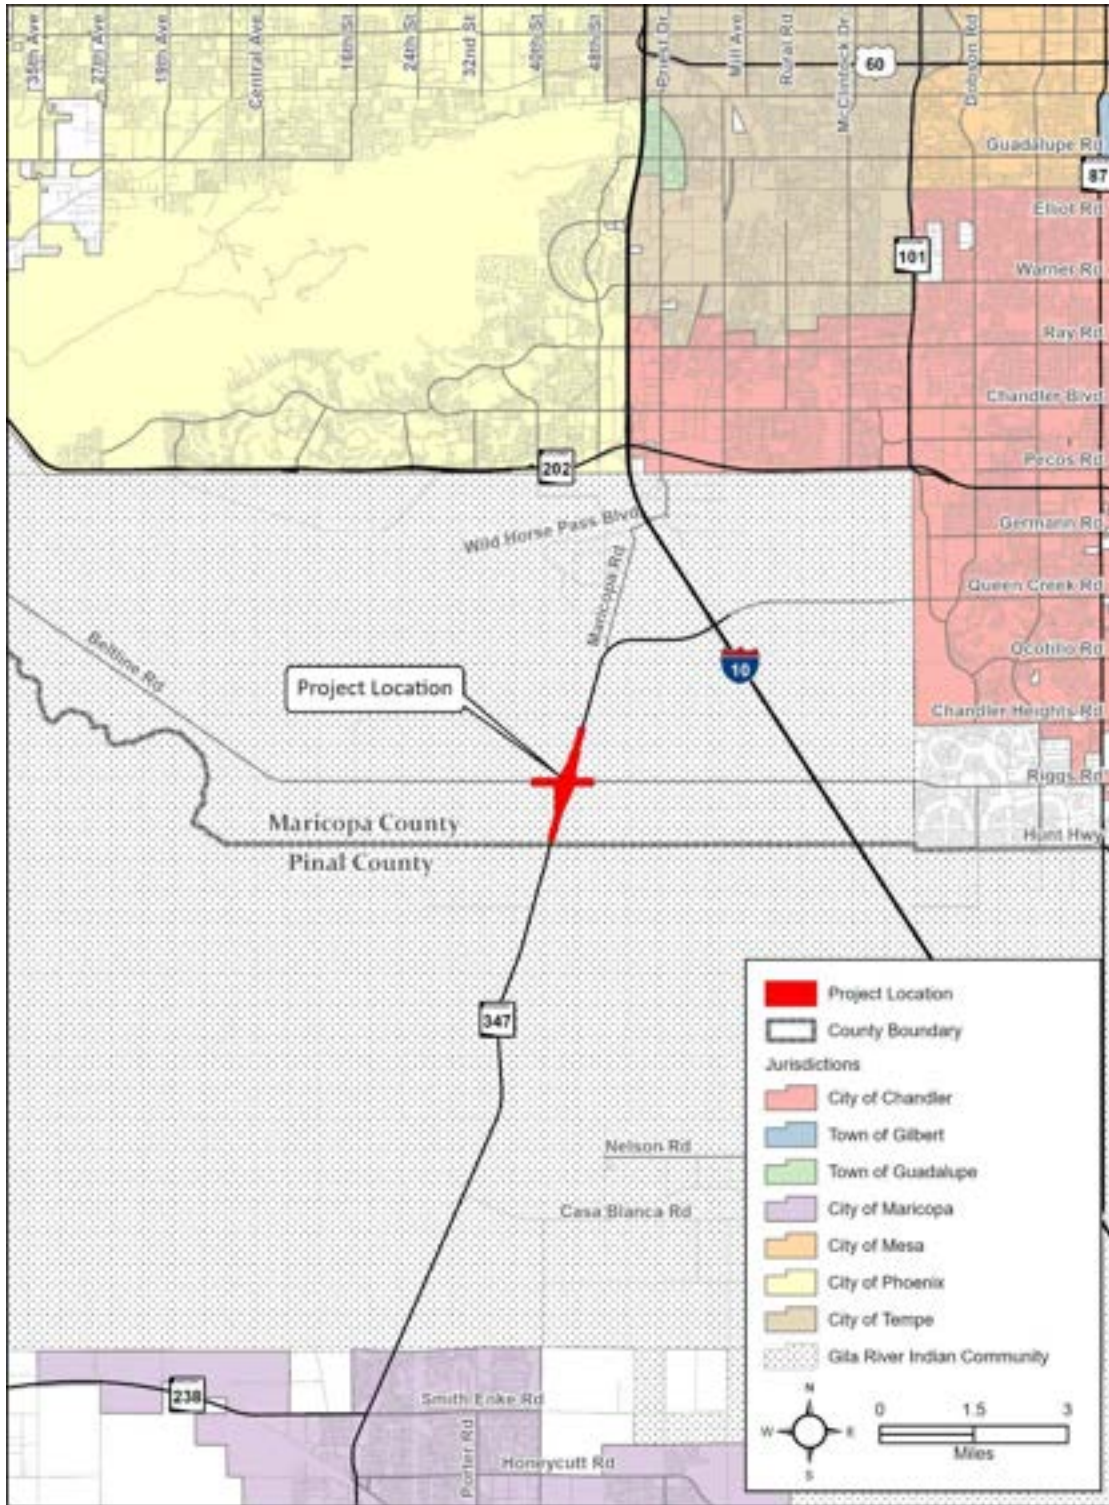 35th Ave
27th Ave
19th Ave
Central Ave
16th St
24th St
32nd St
40th St
48th St
Priest Dr
Mill Ave
Rural Rd
McClintock Dr
Dobson Rd
60
Guadalupe Rd
87
Elliot Rd
101
Warner Rd
Ray Rd
Chandler Blvd
Pecos Rd
202
Wild Horse Pass Blvd
Germann Rd
Maricopa Rd
Queen Creek Rd
Beltline Rd
Ocotillo Rd
10
Project Location
Chandler Heights Rd
Riggs Rd
Maricopa County
Hunt Hwy
Pinal County
347
Nelson Rd
Casa Blanca Rd
238
Smith Enke Rd
Porter Rd
Honeycutt Rd
Project Location
County Boundary
Jurisdictions
City of Chandler
Town of Gilbert
Town of Guadalupe
City of Maricopa
City of Mesa
City of Phoenix
City of Tempe
Gila River Indian Community
N
W E
S
0 1.5 3
Miles